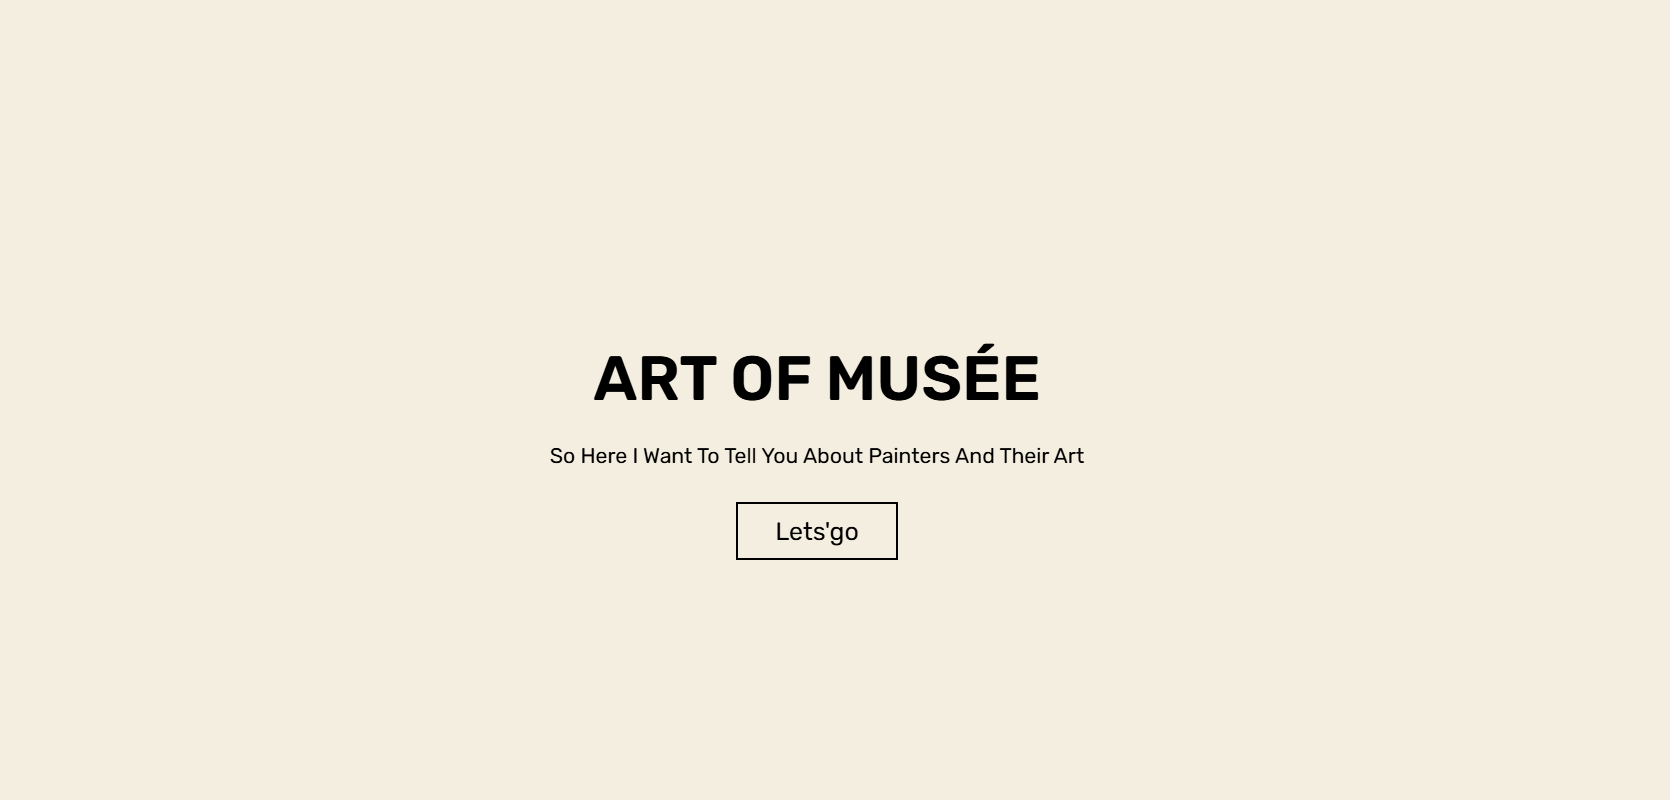 ART OF MUSÉE
So Here I Want To Tell You About Painters And Their Art
Lets'go